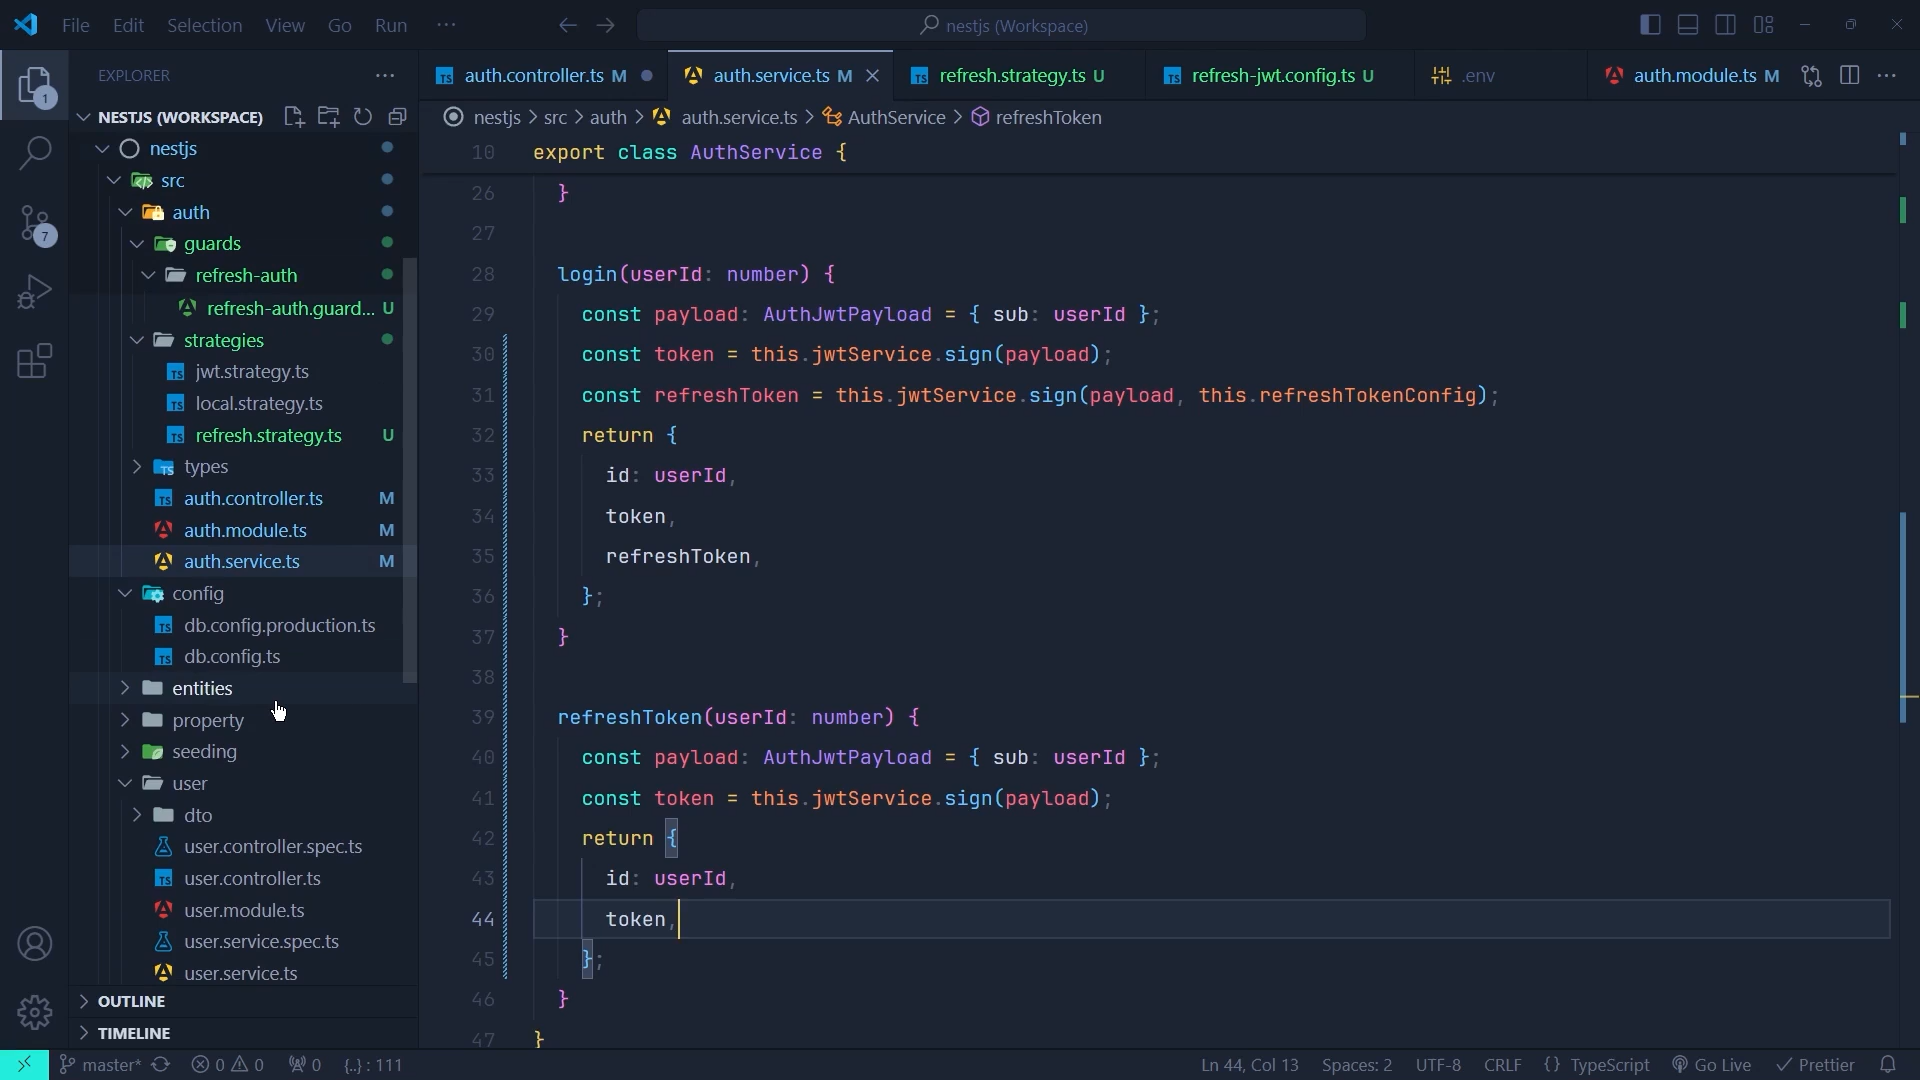 File Edit Selection View Go Run ···
nestjs (Workspace)
EXPLORER
auth.controller.ts M
auth.service.ts M
refresh.strategy.ts U
refresh-jwt.config.ts U
.env
auth.module.ts M
NESTJS (WORKSPACE)
nestjs > src > auth > auth.service.ts > AuthService > refreshToken
nestjs
src
auth
guards
refresh-auth
refresh-auth.guard... U
strategies
jwt.strategy.ts
local.strategy.ts
refresh.strategy.ts U
types
auth.controller.ts M
auth.module.ts M
auth.service.ts M
config
db.config.production.ts
db.config.ts
entities
property
seeding
user
dto
user.controller.spec.ts
user.controller.ts
user.module.ts
user.service.spec.ts
user.service.ts
OUTLINE
TIMELINE
1
7
10 export class AuthService {
26 }
27
28 login(userId: number) {
29 const payload: AuthJwtPayload = { sub: userId };
30 const token = this.jwtService.sign(payload);
31 const refreshToken = this.jwtService.sign(payload, this.refreshTokenConfig);
32 return {
33 id: userId,
34 token,
35 refreshToken,
36 };
37 }
38
39 refreshToken(userId: number) {
40 const payload: AuthJwtPayload = { sub: userId };
41 const token = this.jwtService.sign(payload);
42 return {
43 id: userId,
44 token,
45 };
46 }
47 }
master* 0 0 0 {..} : 111 Ln 44, Col 13 Spaces: 2 UTF-8 CRLF {} TypeScript Go Live Prettier